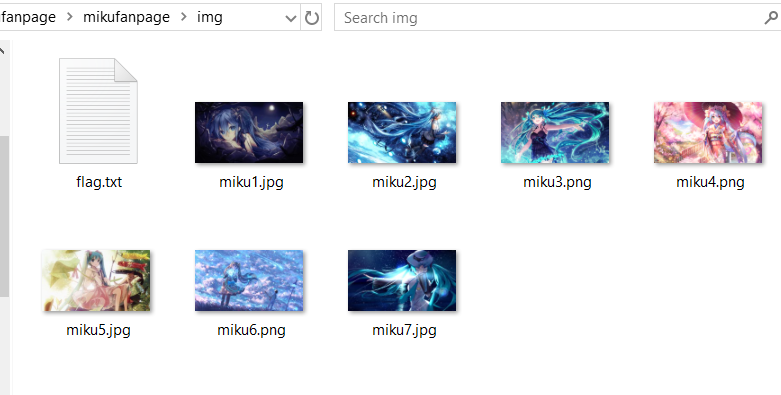 fanpage > mikufanpage > img
Search img
flag.txt
miku1.jpg
miku2.jpg
miku3.png
miku4.png
miku5.jpg
miku6.png
miku7.jpg